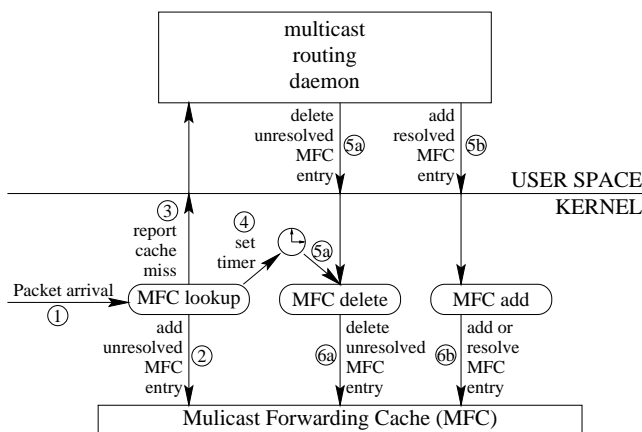 multicast
routing
daemon
delete
unresolved
MFC
entry
5a
add
resolved
MFC
entry
5b
USER SPACE
KERNEL
3
report
cache
miss
4
set
timer
5a
Packet arrival
1
MFC lookup
MFC delete
MFC add
add
unresolved
MFC
entry
2
delete
unresolved
MFC
entry
6a
add or
resolve
MFC
entry
6b
Mulicast Forwarding Cache (MFC)